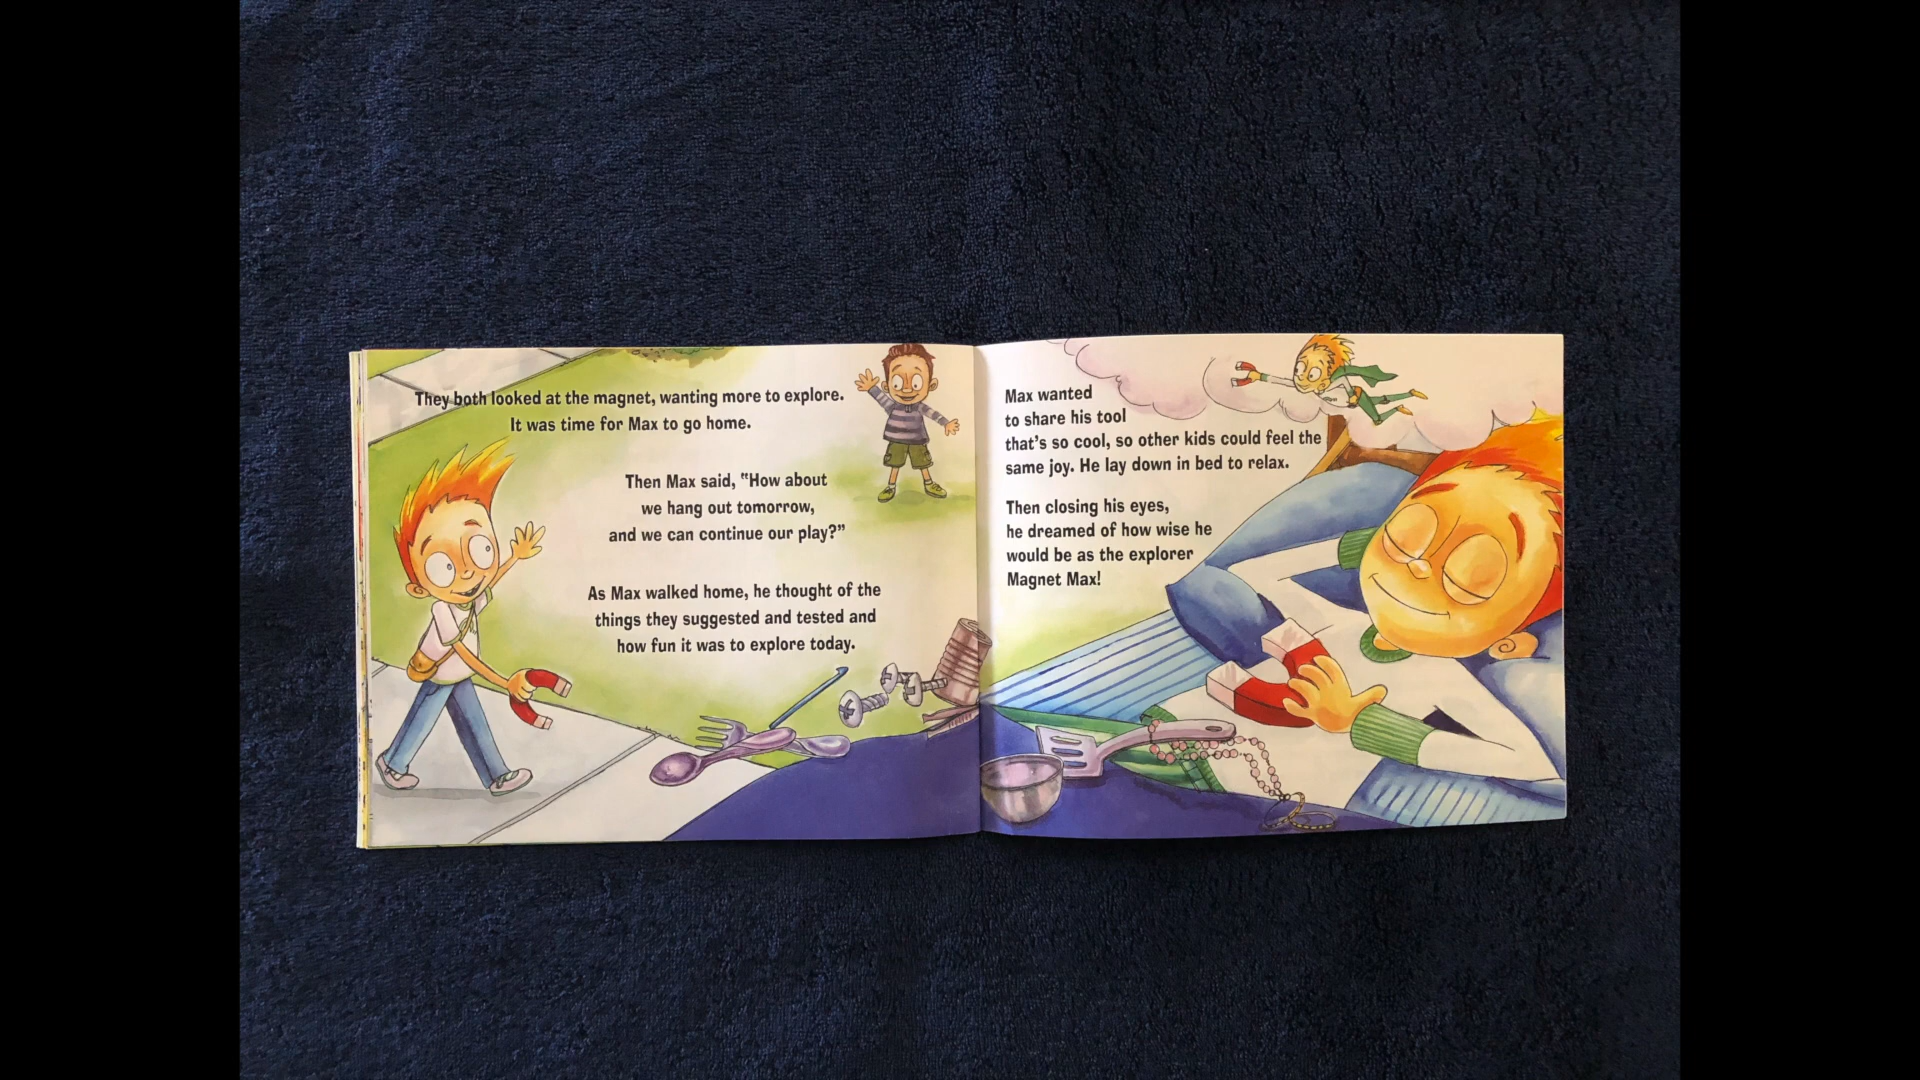 They both looked at the magnet, wanting more to explore.
It was time for Max to go home.
Then Max said, "How about
we hang out tomorrow,
and we can continue our play?"
As Max walked home, he thought of the
things they suggested and tested and
how fun it was to explore today.
Max wanted
to share his tool
that's so cool, so other kids could feel the
same joy. He lay down in bed to relax.
Then closing his eyes,
he dreamed of how wise he
would be as the explorer
Magnet Max!